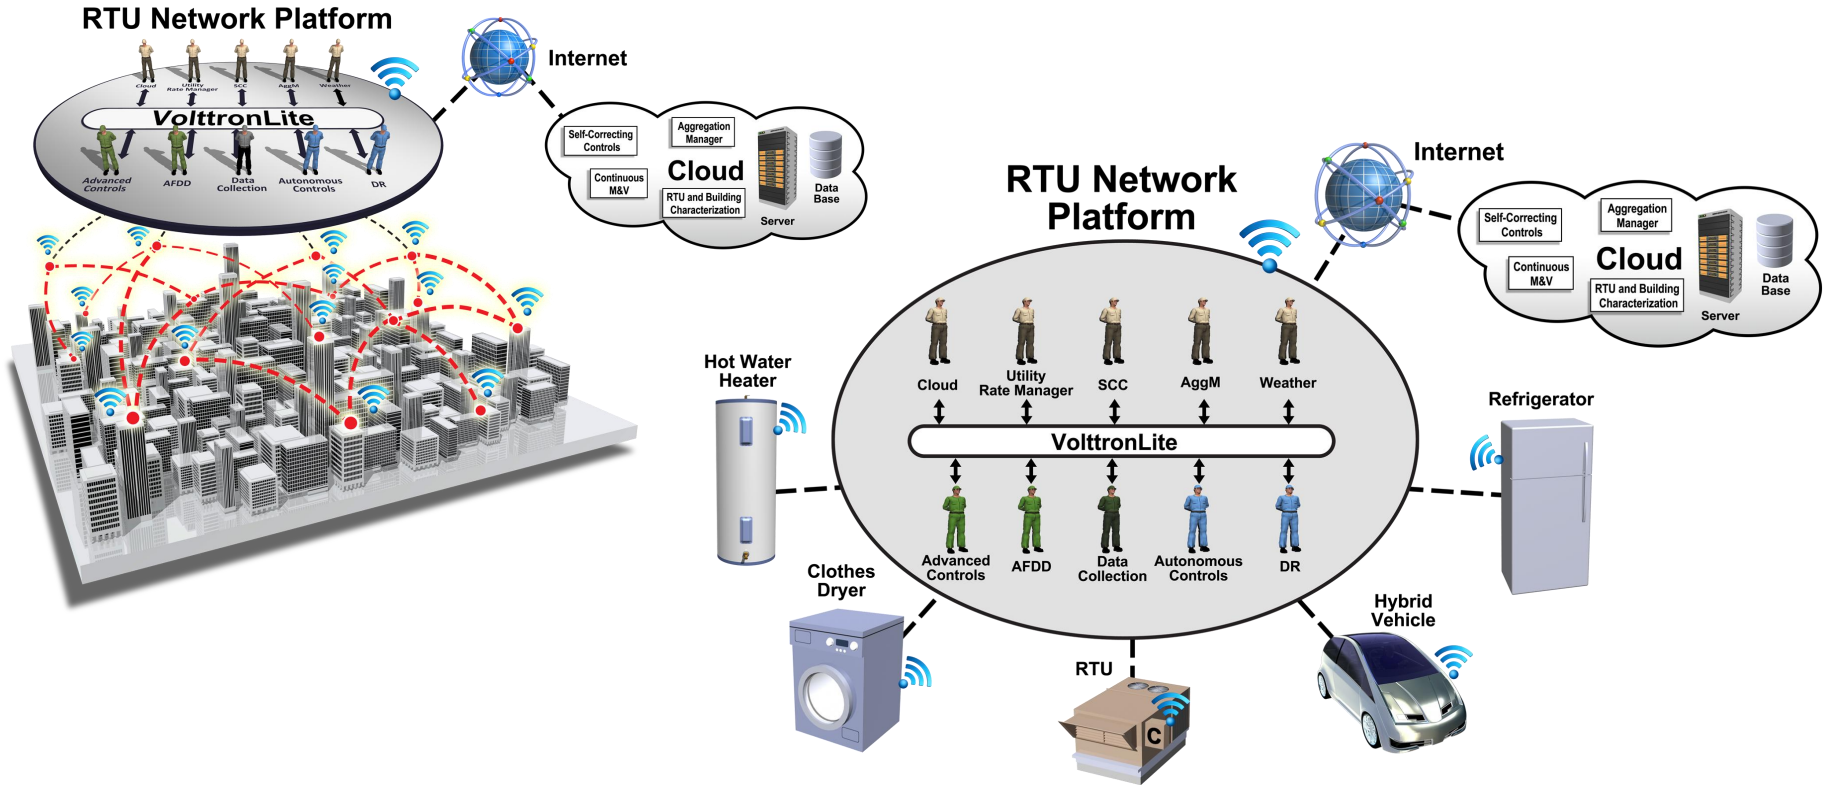 RTU Network Platform
Cloud
Utility
Rate Manager
SCC
AggM
Weather
VolttronLite
Advanced
Controls
AFDD
Data
Collection
Autonomous
Controls
DR
Internet
Self-Correcting
Controls
Aggregation
Manager
Cloud
Continuous
M&V
RTU and Building
Characterization
Server
Data
Base
RTU Network
Platform
Internet
Self-Correcting
Controls
Aggregation
Manager
Cloud
Continuous
M&V
RTU and Building
Characterization
Server
Data
Base
Cloud
Utility
Rate Manager
SCC
AggM
Weather
VolttronLite
Advanced
Controls
AFDD
Data
Collection
Autonomous
Controls
DR
Hot Water
Heater
Refrigerator
Clothes
Dryer
RTU
C
Hybrid
Vehicle